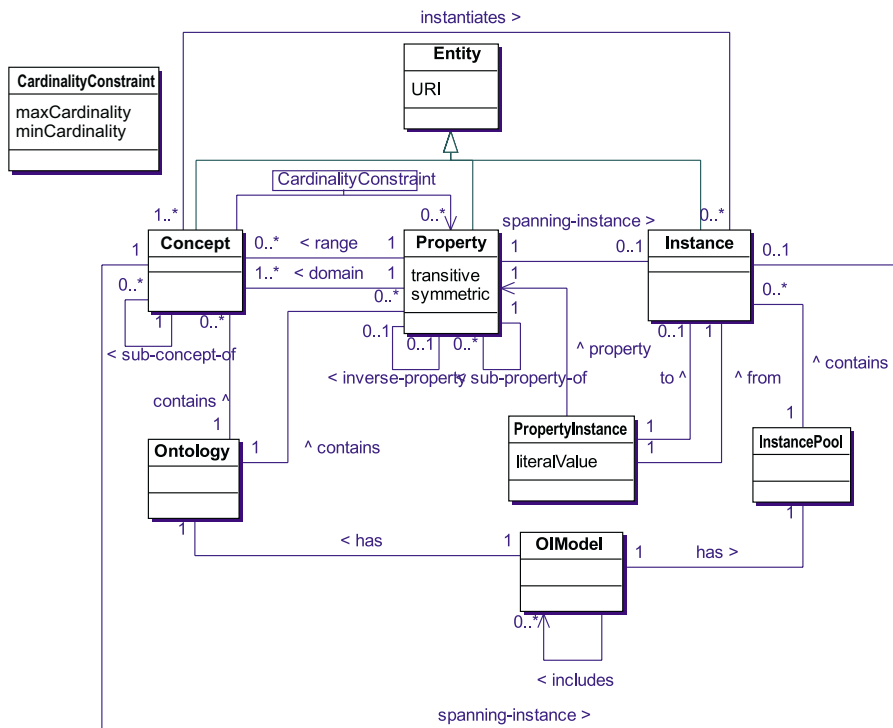 instantiates >
Entity
URI
CardinalityConstraint
maxCardinality
minCardinality
CardinalityConstraint
1..*
0..*
spanning-instance >
0..*
1
Concept
0..*
< range
1
Property
1
0..1
Instance
0..1
1..*
< domain
1
transitive
symmetric
1
0..*
0..*
0..*
1
0..*
0..1
0..1
0..*
1
0..1
1
< sub-concept-of
< inverse-property
< sub-property-of
^ property
to ^
^ from
^ contains
contains ^
1
1
Ontology
1
^ contains
PropertyInstance
literalValue
1
1
InstancePool
1
< has
1
OIModel
1
has >
1
0..*
< includes
spanning-instance >